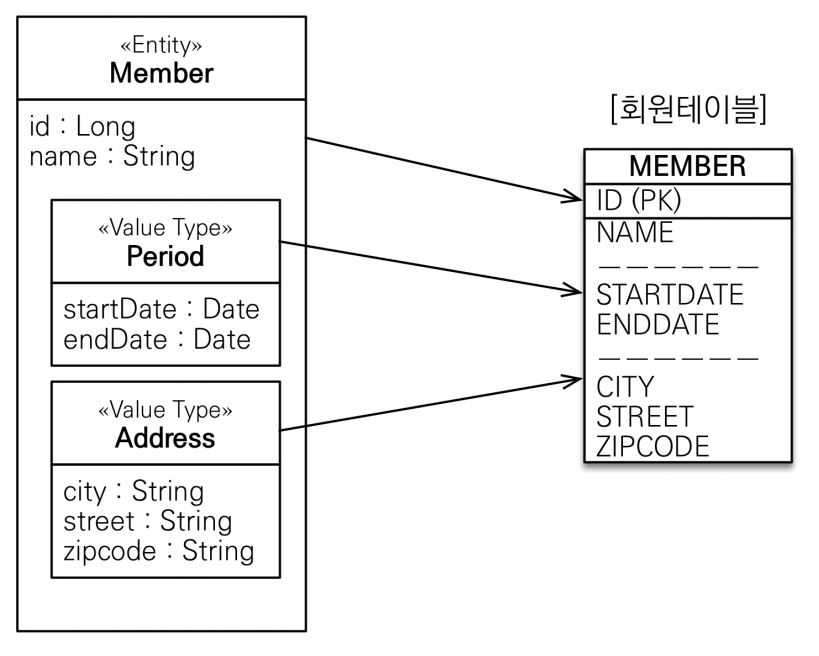 «Entity»
Member
id : Long
name : String
«Value Type»
Period
startDate : Date
endDate : Date
«Value Type»
Address
city : String
street : String
zipcode : String
[회원테이블]
MEMBER
ID (PK)
NAME
——————
STARTDATE
ENDDATE
——————
CITY
STREET
ZIPCODE